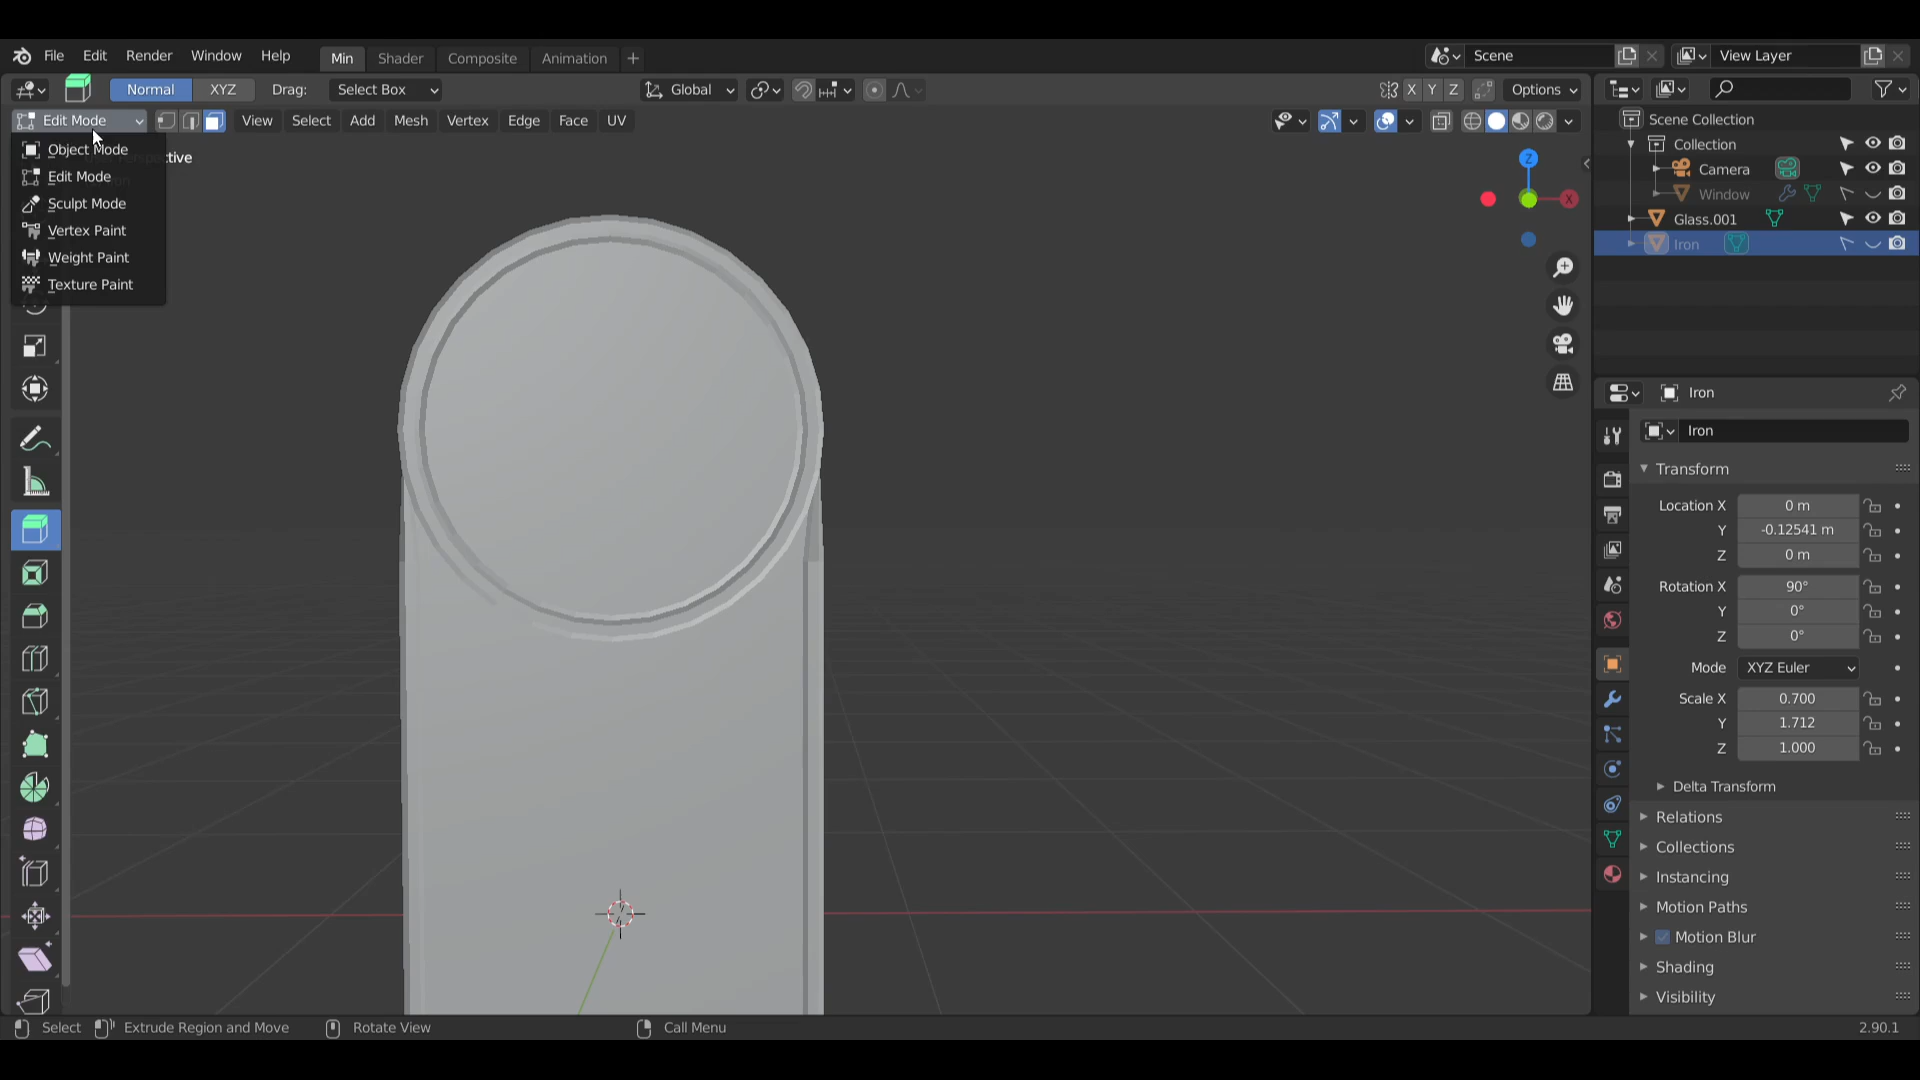 File Edit Render Window Help Min Shader Composite Animation + Scene View Layer
Normal XYZ Drag: Select Box Global X Y Z Options
Edit Mode View Select Add Mesh Vertex Edge Face UV
Object Mode
Edit Mode
Sculpt Mode
Vertex Paint
Weight Paint
Texture Paint
Z
X
Scene Collection
Collection
Camera
Window
Glass.001
Iron
Iron
Iron
Transform
Location X 0 m
Y -0.12541 m
Z 0 m
Rotation X 90°
Y 0°
Z 0°
Mode XYZ Euler
Scale X 0.700
Y 1.712
Z 1.000
Delta Transform
Relations
Collections
Instancing
Motion Paths
Motion Blur
Shading
Visibility
Select Extrude Region and Move Rotate View Call Menu 2.90.1